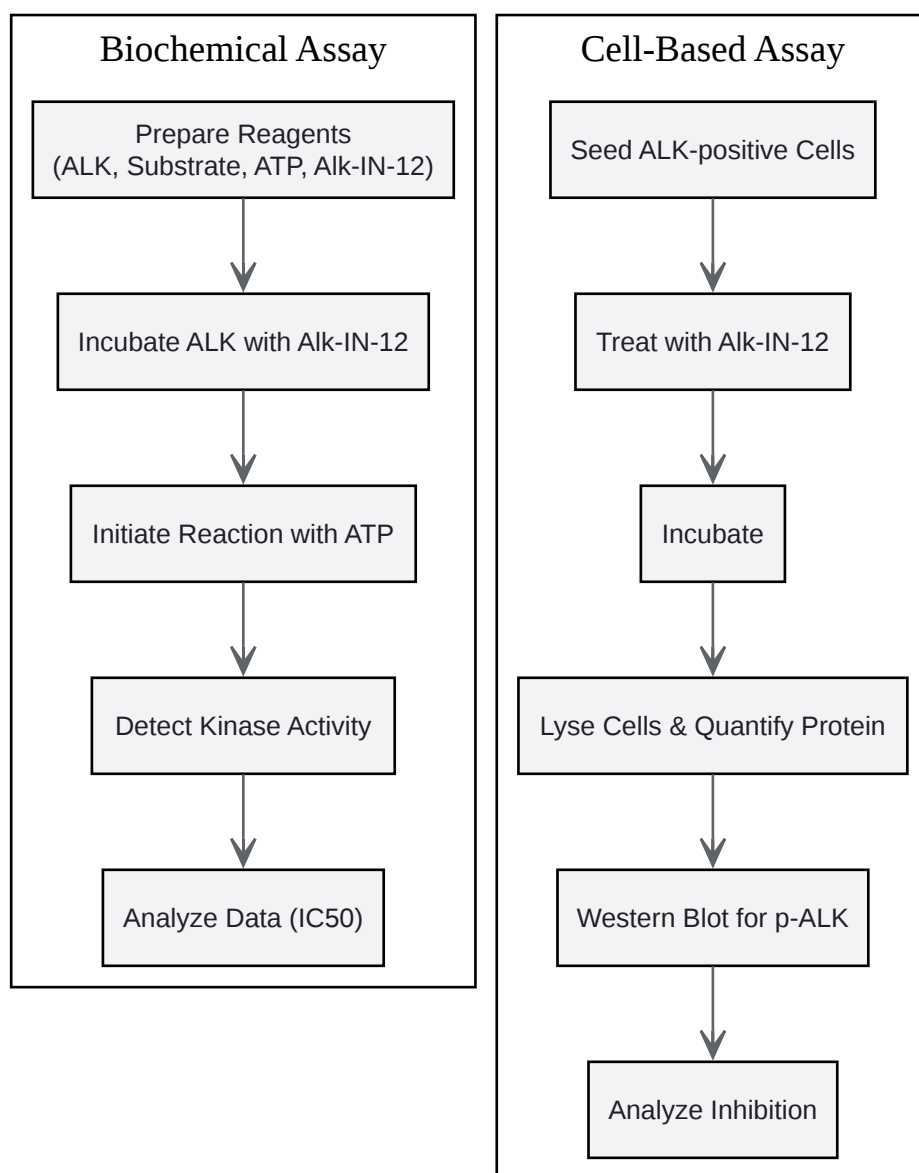 Biochemical Assay
Prepare Reagents
(ALK, Substrate, ATP, Alk-IN-12)
Incubate ALK with Alk-IN-12
Initiate Reaction with ATP
Detect Kinase Activity
Analyze Data (IC50)
Cell-Based Assay
Seed ALK-positive Cells
Treat with Alk-IN-12
Incubate
Lyse Cells & Quantify Protein
Western Blot for p-ALK
Analyze Inhibition